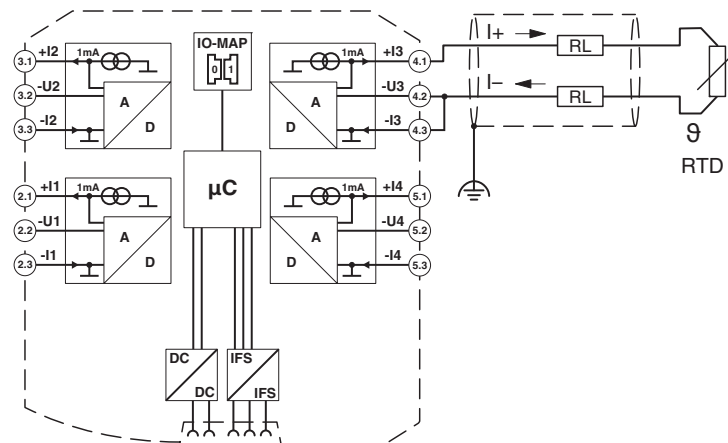 +I2
1mA
3.1
-U2
3.2
A
-I2
3.3
D
IO-MAP
0 1
1mA
+I3
4.1
-U3
4.2
A
-I3
4.3
D
I+
RL
I–
RL
ϑ
RTD
+I1
1mA
2.1
-U1
2.2
A
-I1
2.3
D
µC
1mA
+I4
5.1
-U4
5.2
A
-I4
5.3
D
DC
DC
IFS
IFS